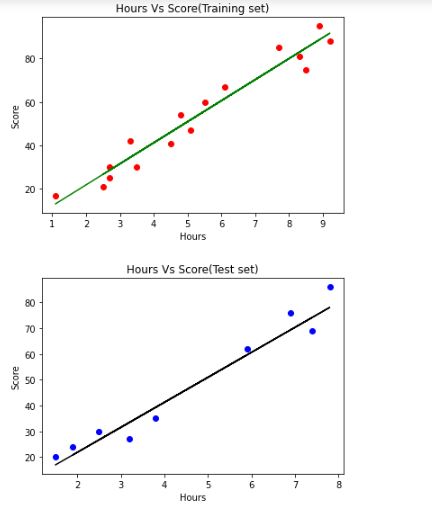 Hours Vs Score(Training set)
80
60
40
20
Score
1 2 3 4 5 6 7 8 9
Hours
Hours Vs Score(Test set)
80
70
60
50
40
30
20
Score
2 3 4 5 6 7 8
Hours